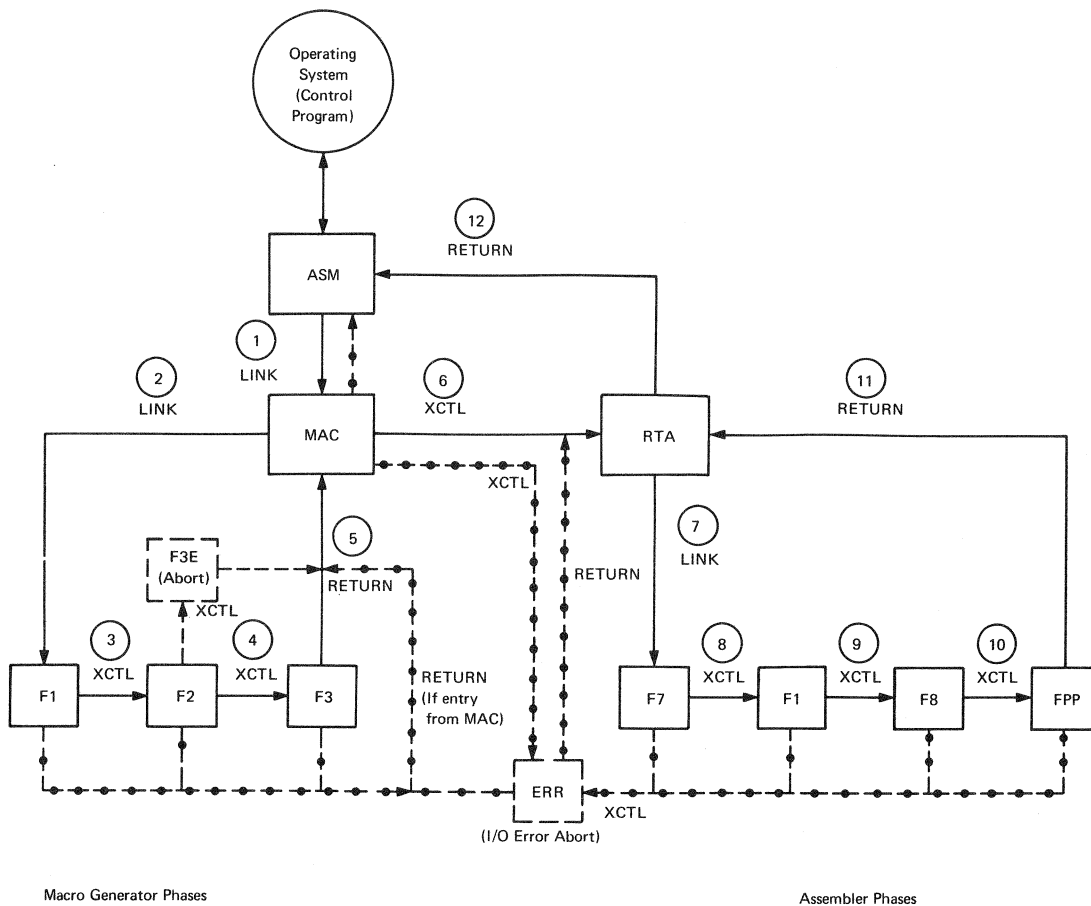 Operating
System
(Control
Program)
12
RETURN
ASM
1
LINK
2
LINK
6
XCTL
11
RETURN
MAC
RTA
XCTL
5
RETURN
F3E
(Abort)
XCTL
7
LINK
RETURN
3
XCTL
4
XCTL
8
XCTL
9
XCTL
10
XCTL
F1
F2
F3
RETURN
(If entry
from MAC)
F7
F1
F8
FPP
ERR
XCTL
(I/O Error Abort)
Macro Generator Phases
Assembler Phases